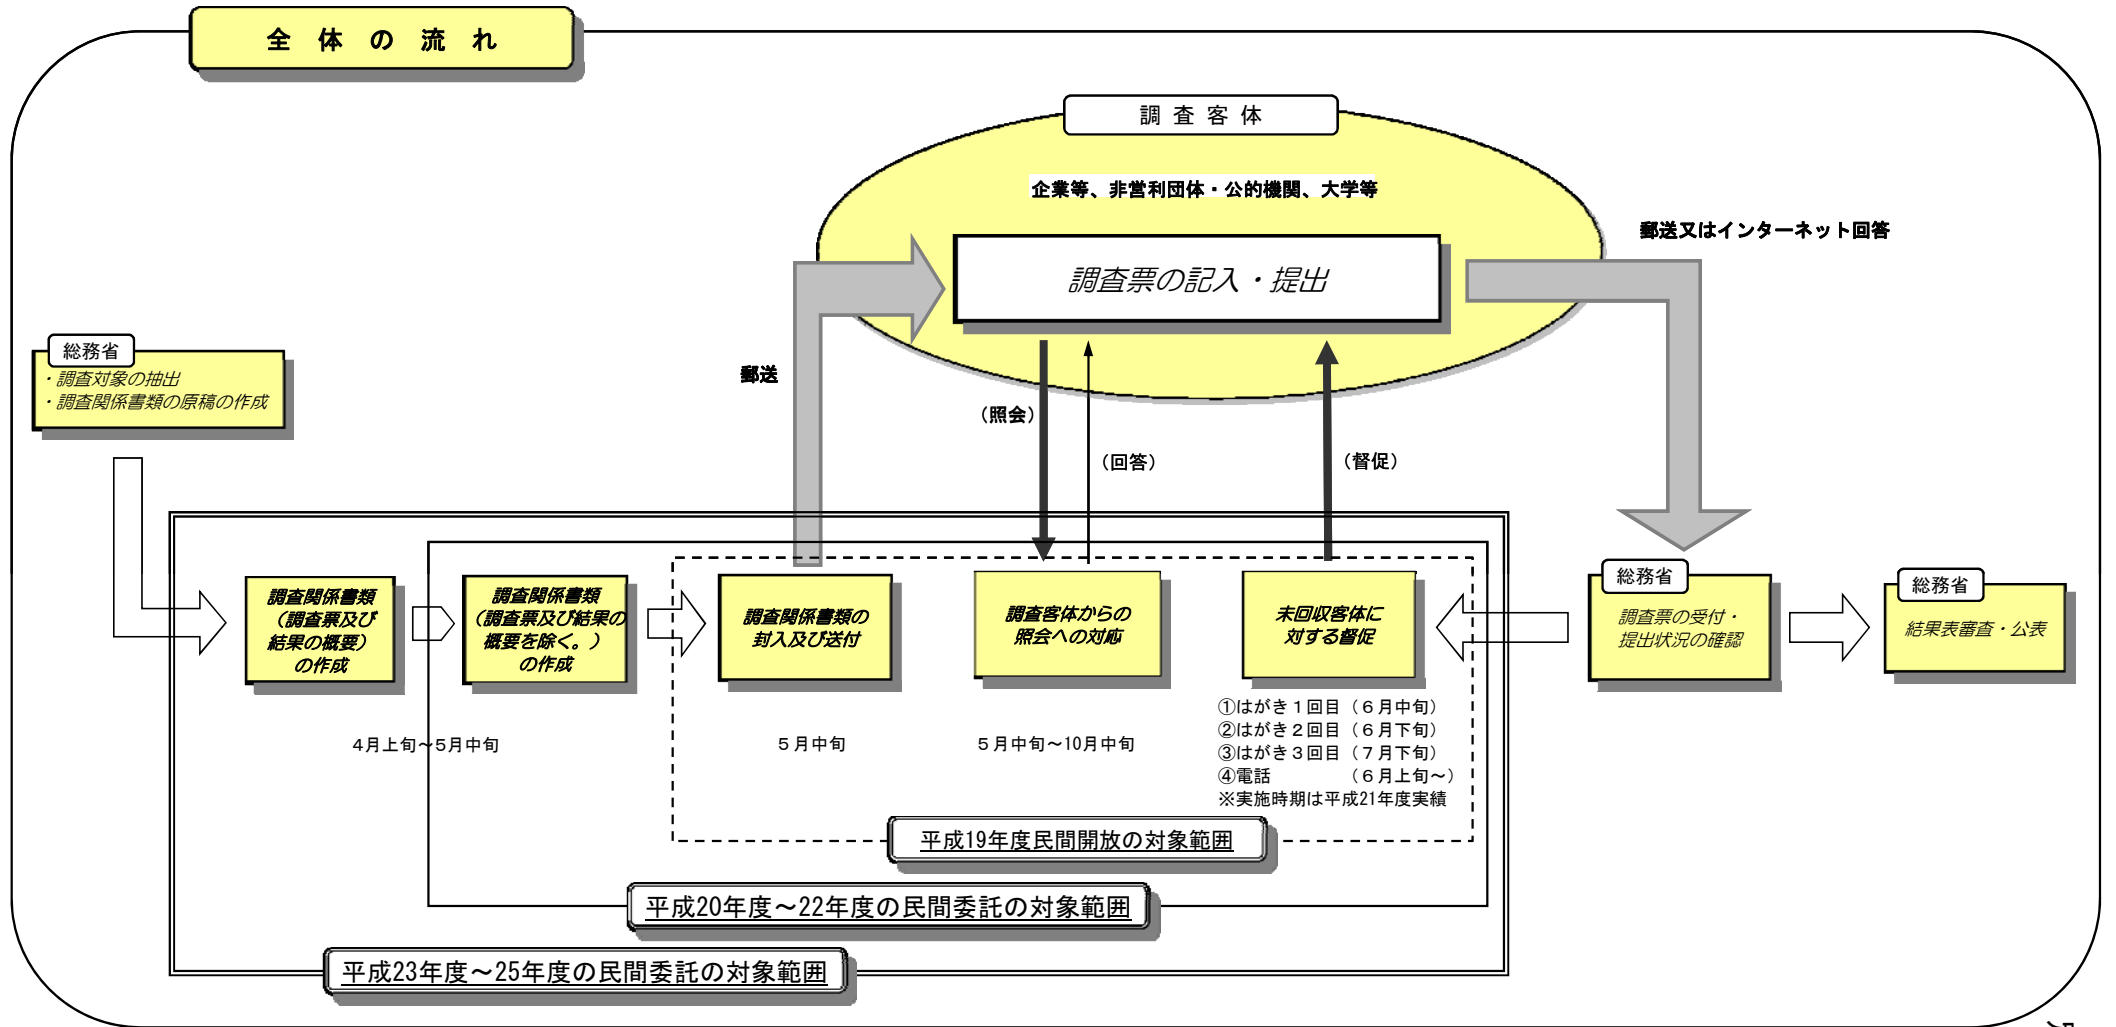 全体の流れ
調査客体
企業等、非営利団体・公的機関、大学等
調査票の記入・提出
郵送又はインターネット回答
総務省
・調査対象の抽出
・調査関係書類の原稿の作成
郵送
（照会）
（回答）
（督促）
調査関係書類
（調査票及び
結果の概要）
の作成
調査関係書類
（調査票及び結果の
概要を除く。）
の作成
調査関係書類の
封入及び送付
調査客体からの
照会への対応
未回収客体に
対する督促
総務省
調査票の受付・
提出状況の確認
総務省
結果表審査・公表
４月上旬～５月中旬
５月中旬
５月中旬～10月中旬
①はがき１回目（６月中旬）
②はがき２回目（６月下旬）
③はがき３回目（７月下旬）
④電話　　　　（６月上旬～）
※実施時期は平成21年度実績
平成19年度民間開放の対象範囲
平成20年度～22年度の民間委託の対象範囲
平成23年度～25年度の民間委託の対象範囲